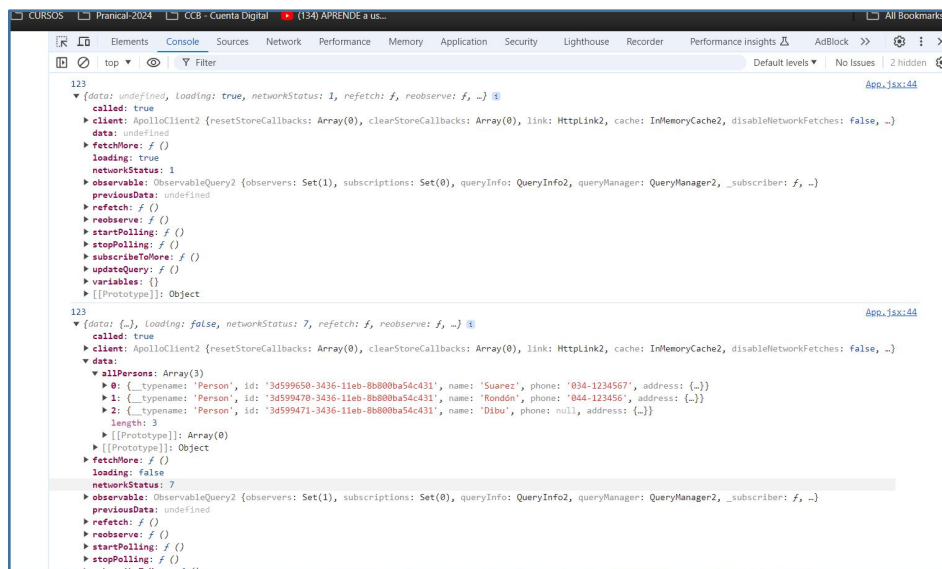 CURSOS Pranical-2024 CCB - Cuenta Digital (134) APRENDE a us... All Bookmarks
Elements Console Sources Network Performance Memory Application Security Lighthouse Recorder Performance insights AdBlock
top Filter Default levels No Issues 2 hidden
123 App.jsx:44
{data: undefined, loading: true, networkStatus: 1, refetch: ƒ, reobserve: ƒ, …} i
called: true
client: ApolloClient2 {resetStoreCallbacks: Array(0), clearStoreCallbacks: Array(0), link: HttpLink2, cache: InMemoryCache2, disableNetworkFetches: false, …}
data: undefined
fetchMore: ƒ ()
loading: true
networkStatus: 1
observable: ObservableQuery2 {observers: Set(1), subscriptions: Set(0), queryInfo: QueryInfo2, queryManager: QueryManager2, _subscriber: ƒ, …}
previousData: undefined
refetch: ƒ ()
reobserve: ƒ ()
startPolling: ƒ ()
stopPolling: ƒ ()
subscribeToMore: ƒ ()
updateQuery: ƒ ()
variables: {}
[[Prototype]]: Object
123 App.jsx:44
{data: {…}, loading: false, networkStatus: 7, refetch: ƒ, reobserve: ƒ, …} i
called: true
client: ApolloClient2 {resetStoreCallbacks: Array(0), clearStoreCallbacks: Array(0), link: HttpLink2, cache: InMemoryCache2, disableNetworkFetches: false, …}
data:
allPersons: Array(3)
0: {__typename: 'Person', id: '3d599650-3436-11eb-8b800ba54c431', name: 'Suarez', phone: '034-1234567', address: {…}}
1: {__typename: 'Person', id: '3d599470-3436-11eb-8b800ba54c431', name: 'Rondón', phone: '044-123456', address: {…}}
2: {__typename: 'Person', id: '3d599471-3436-11eb-8b800ba54c431', name: 'Dibu', phone: null, address: {…}}
length: 3
[[Prototype]]: Array(0)
[[Prototype]]: Object
fetchMore: ƒ ()
loading: false
networkStatus: 7
observable: ObservableQuery2 {observers: Set(1), subscriptions: Set(0), queryInfo: QueryInfo2, queryManager: QueryManager2, _subscriber: ƒ, …}
previousData: undefined
refetch: ƒ ()
reobserve: ƒ ()
startPolling: ƒ ()
stopPolling: ƒ ()